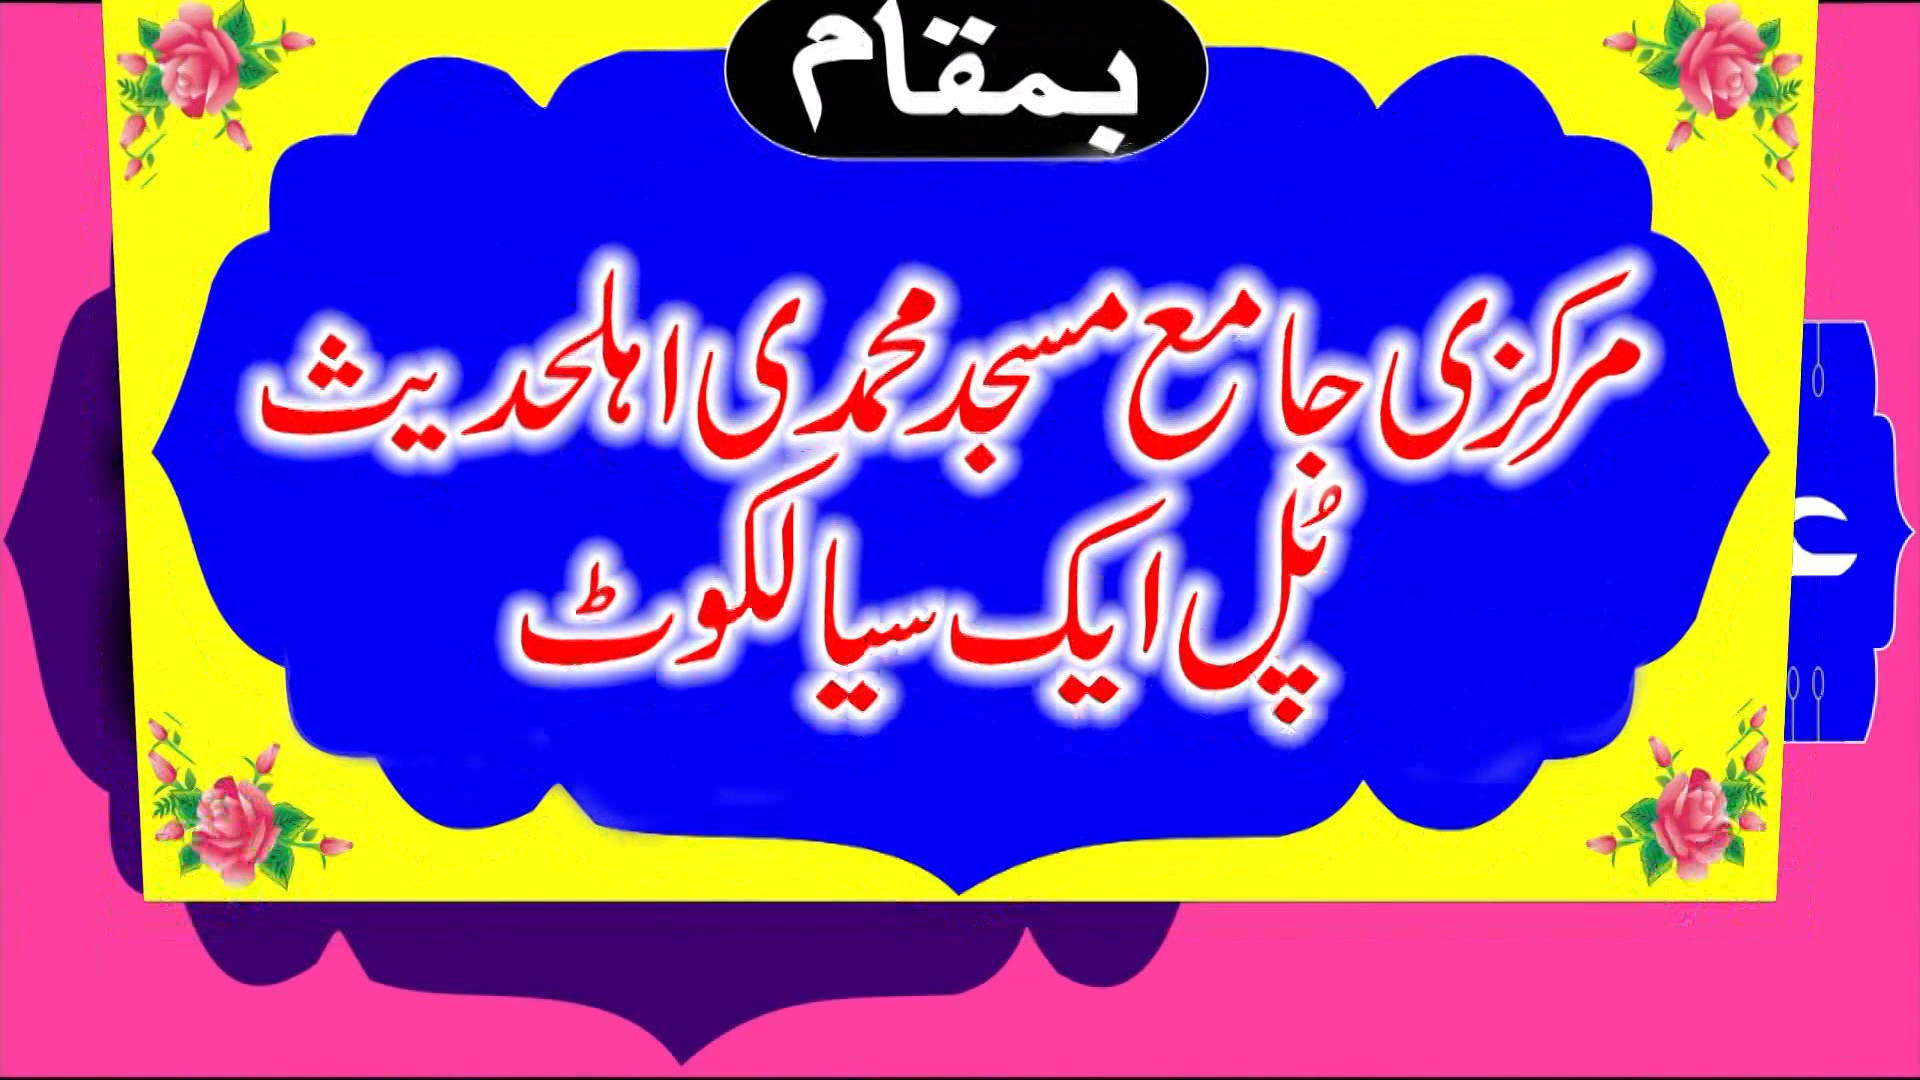 بمقام
مرکزی جامع مسجد محمدی اہلحدیث
پُل ایک سیالکوٹ